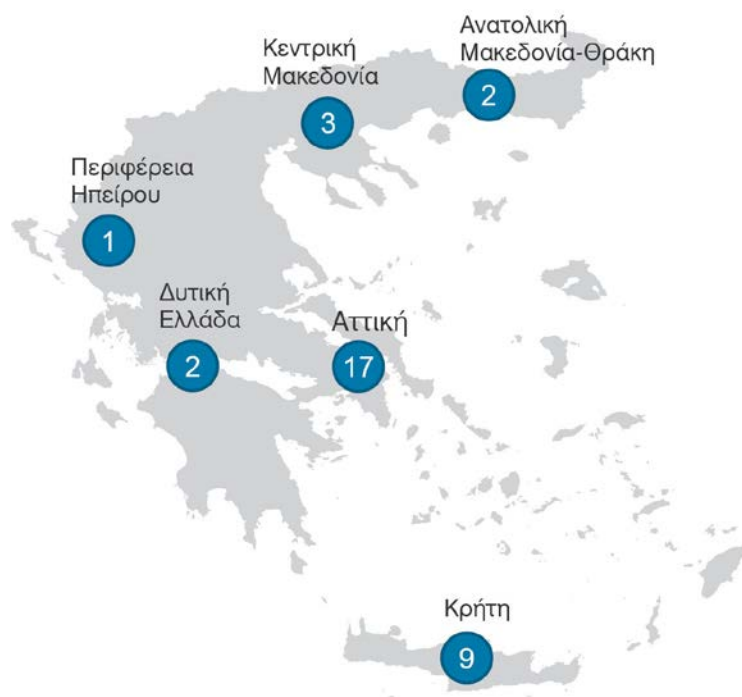 Κεντρική
Μακεδονία
3
Ανατολική
Μακεδονία-Θράκη
2
Περιφέρεια
Ηπείρου
1
Δυτική
Ελλάδα
2
Αττική
17
Κρήτη
9